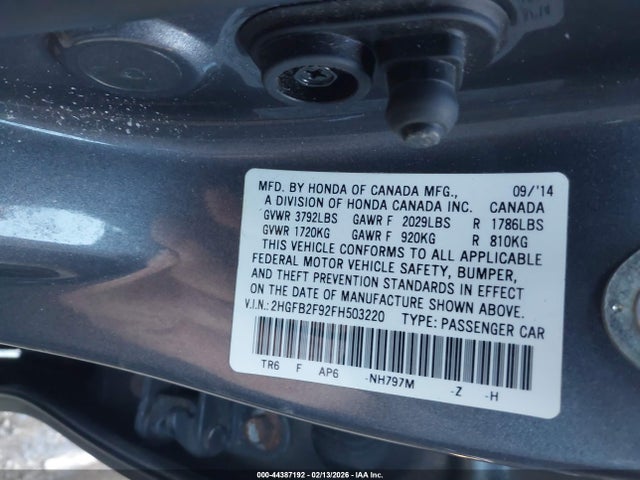 MFD. BY HONDA OF CANADA MFG., 09/'14
A DIVISION OF HONDA CANADA INC. CANADA
GVWR 3792LBS GAWR F 2029LBS R 1786LBS
GVWR 1720KG GAWR F 920KG R 810KG
THIS VEHICLE CONFORMS TO ALL APPLICABLE
FEDERAL MOTOR VEHICLE SAFETY, BUMPER,
AND THEFT PREVENTION STANDARDS IN EFFECT
ON THE DATE OF MANUFACTURE SHOWN ABOVE.
V.I.N.: 2HGFB2F92FH503220 TYPE: PASSENGER CAR
TR6 F AP6 -NH797M -Z -H
000-44387192 - 02/13/2026 - IAA Inc.